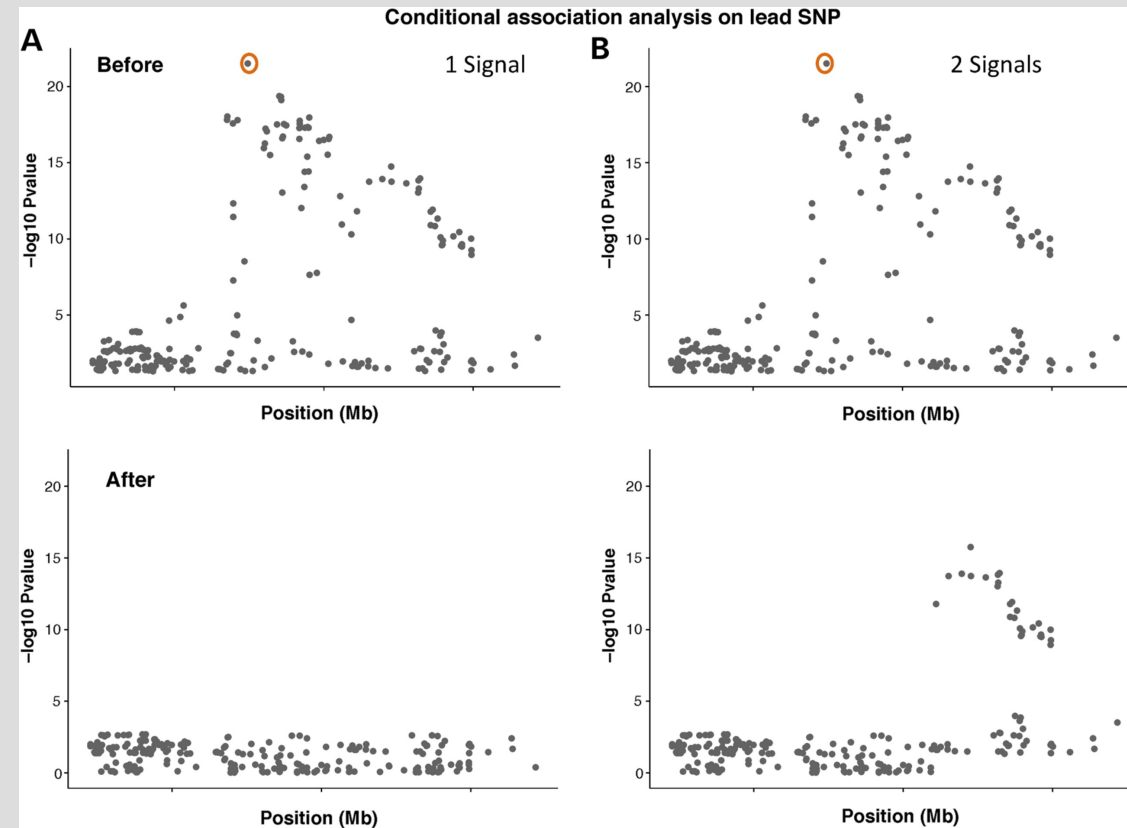 Conditional association analysis on lead SNP
A
Before
1 Signal
20
15
10
5
−log10 Pvalue
Position (Mb)
B
2 Signals
20
15
10
5
−log10 Pvalue
Position (Mb)
After
20
15
10
5
0
−log10 Pvalue
Position (Mb)
20
15
10
5
0
−log10 Pvalue
Position (Mb)